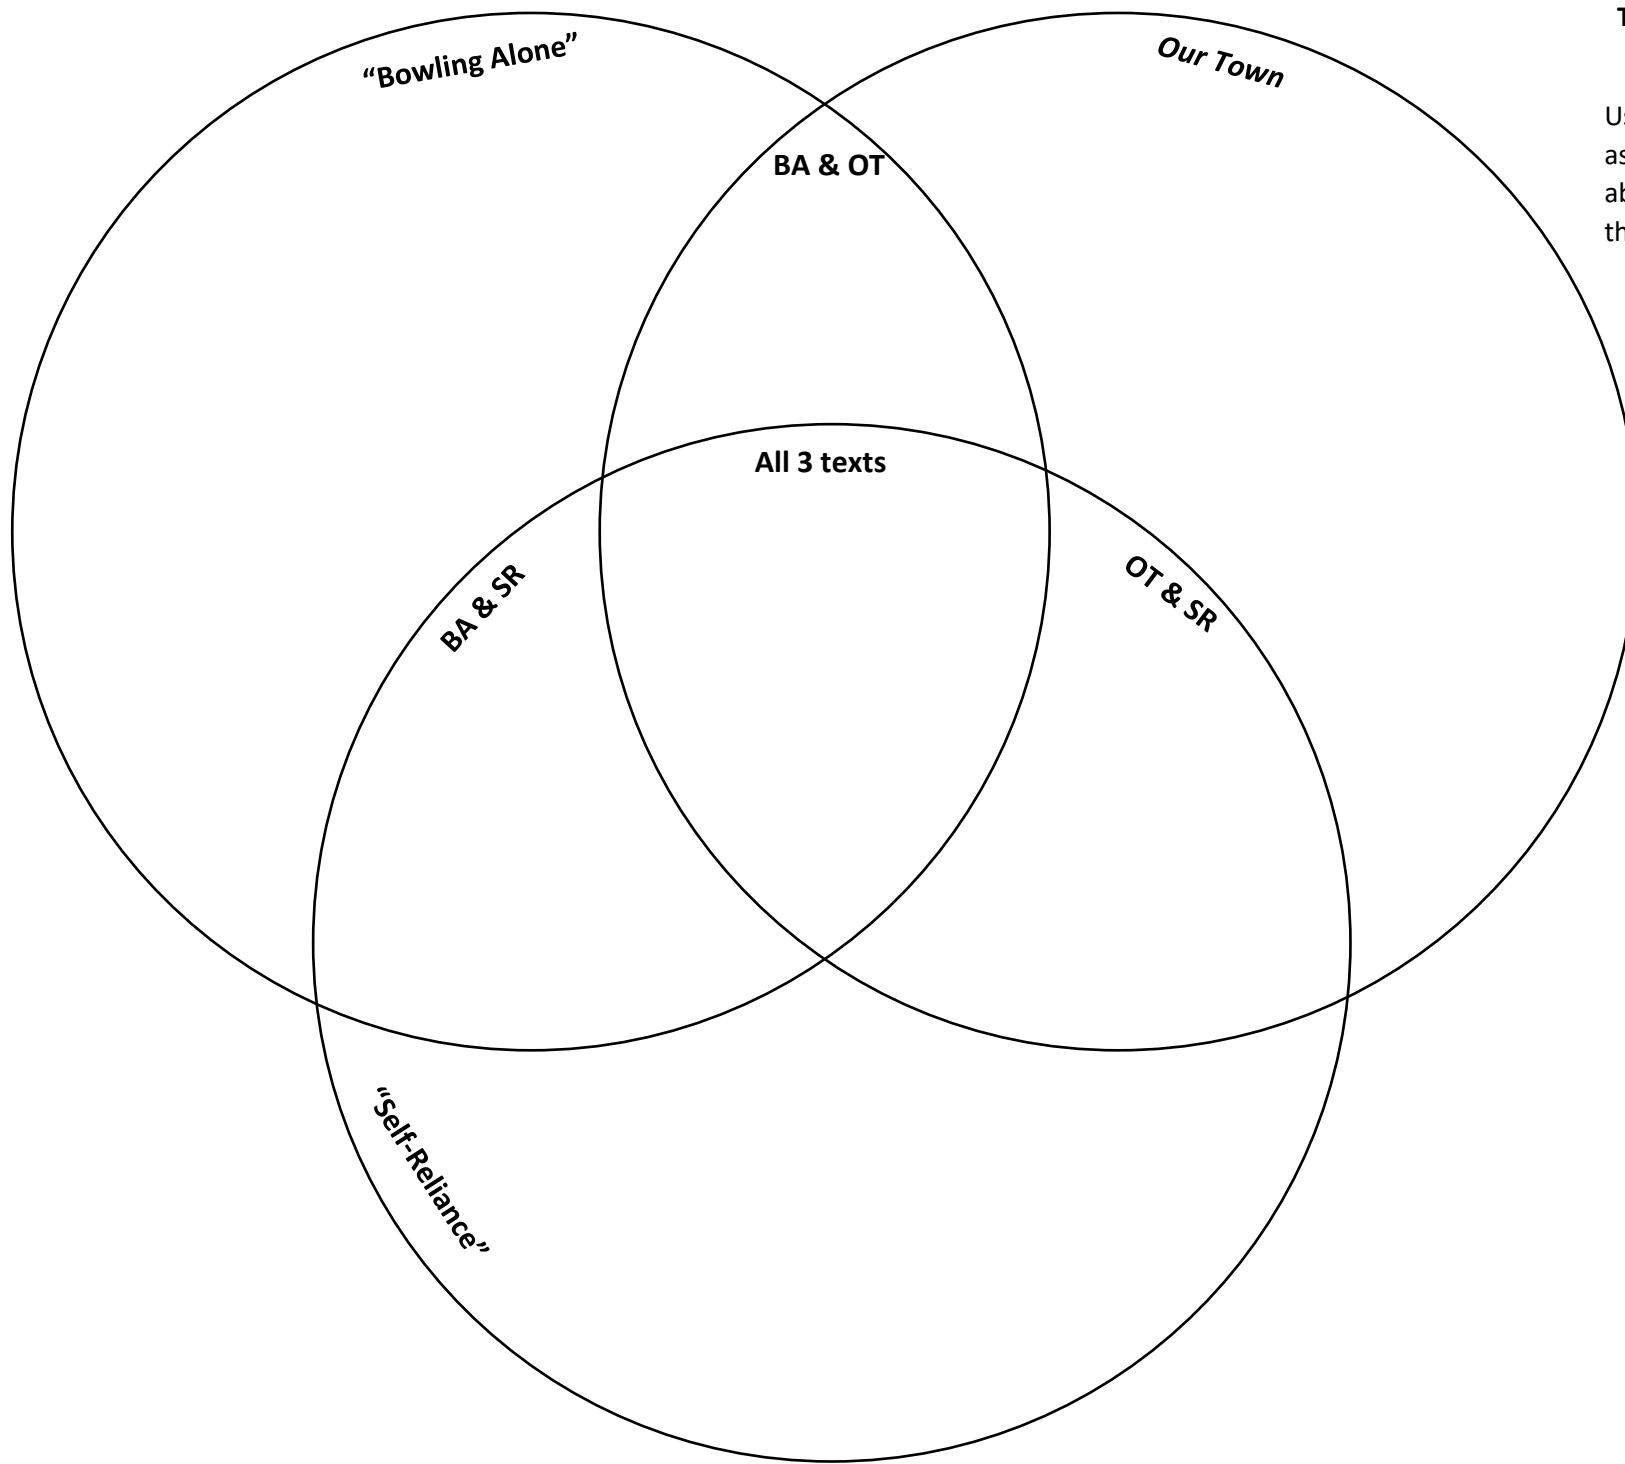 “Bowling Alone”
Our Town
BA & OT
All 3 texts
BA & SR
OT & SR
“Self-Reliance”